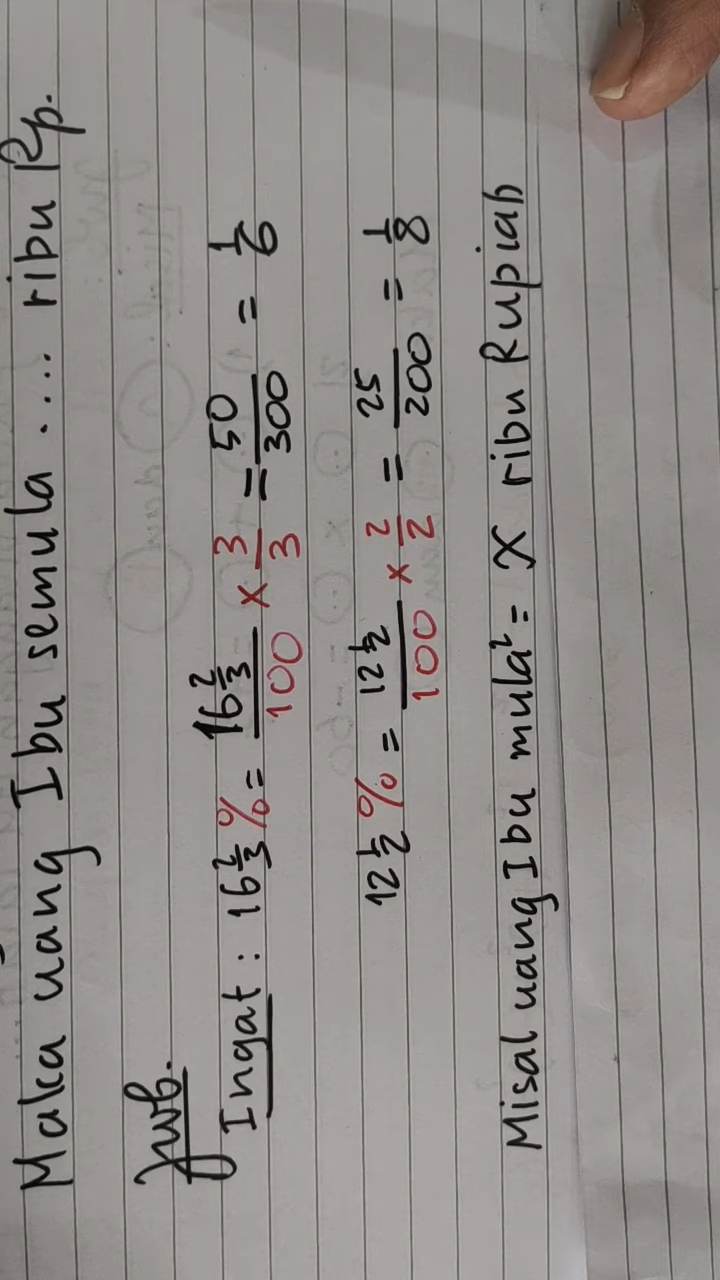 Maka uang Ibu semula .... ribu Rp.
Jwb.
Ingat : 16 2/3 % = 16 2/3 / 100 × 3/3 = 50/300 = 1/6
12 1/2 % = 12 1/2 / 100 × 2/2 = 25/200 = 1/8
Misal uang Ibu mula² = x ribu Rupiah